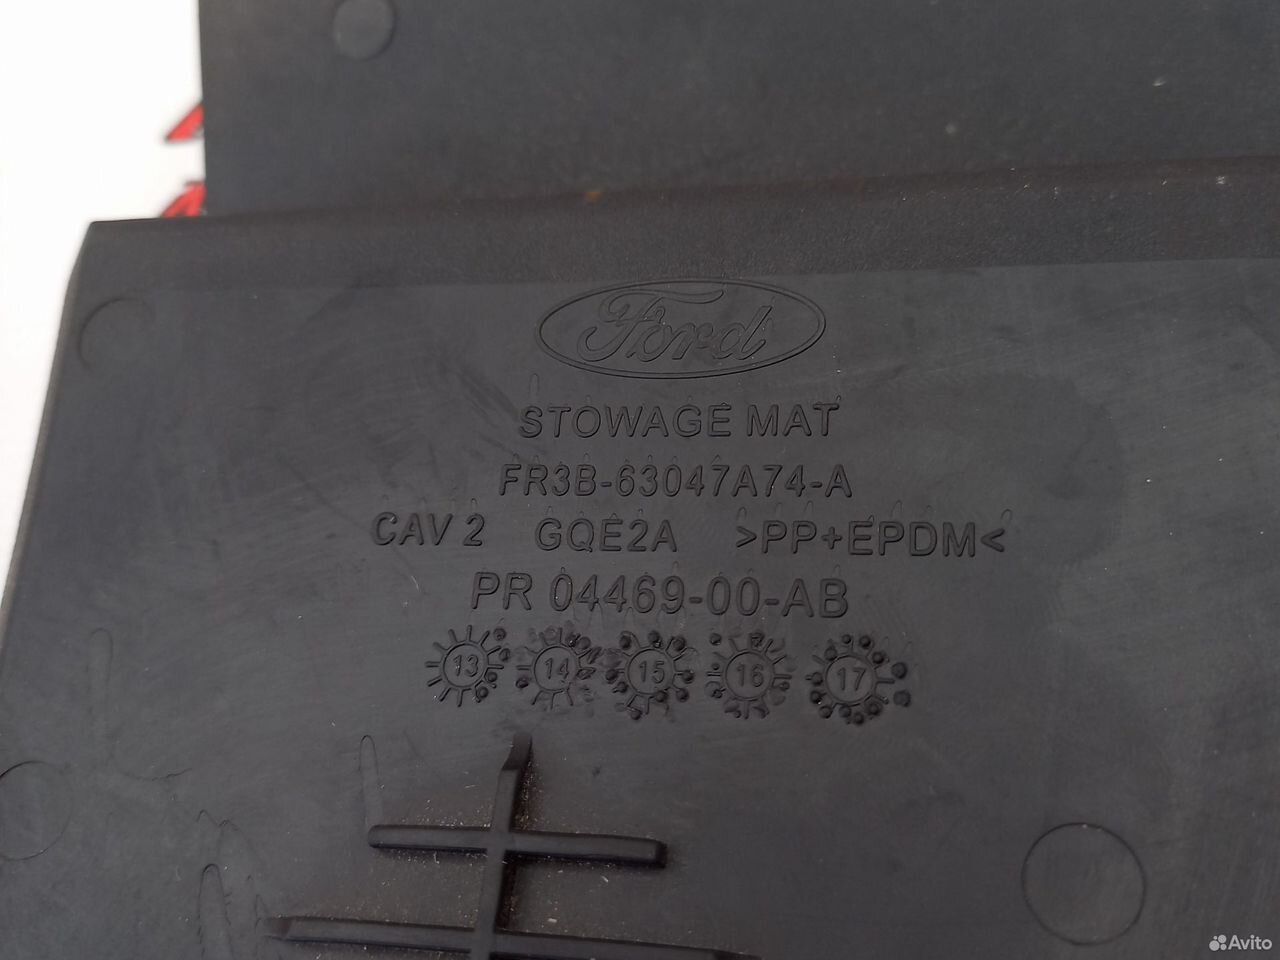 Ford
STOWAGE MAT
FR3B-63047A74-A
CAV 2 GQE2A >PP+EPDM<
PR 04469-00-AB
13 14 15 16 17
Avito